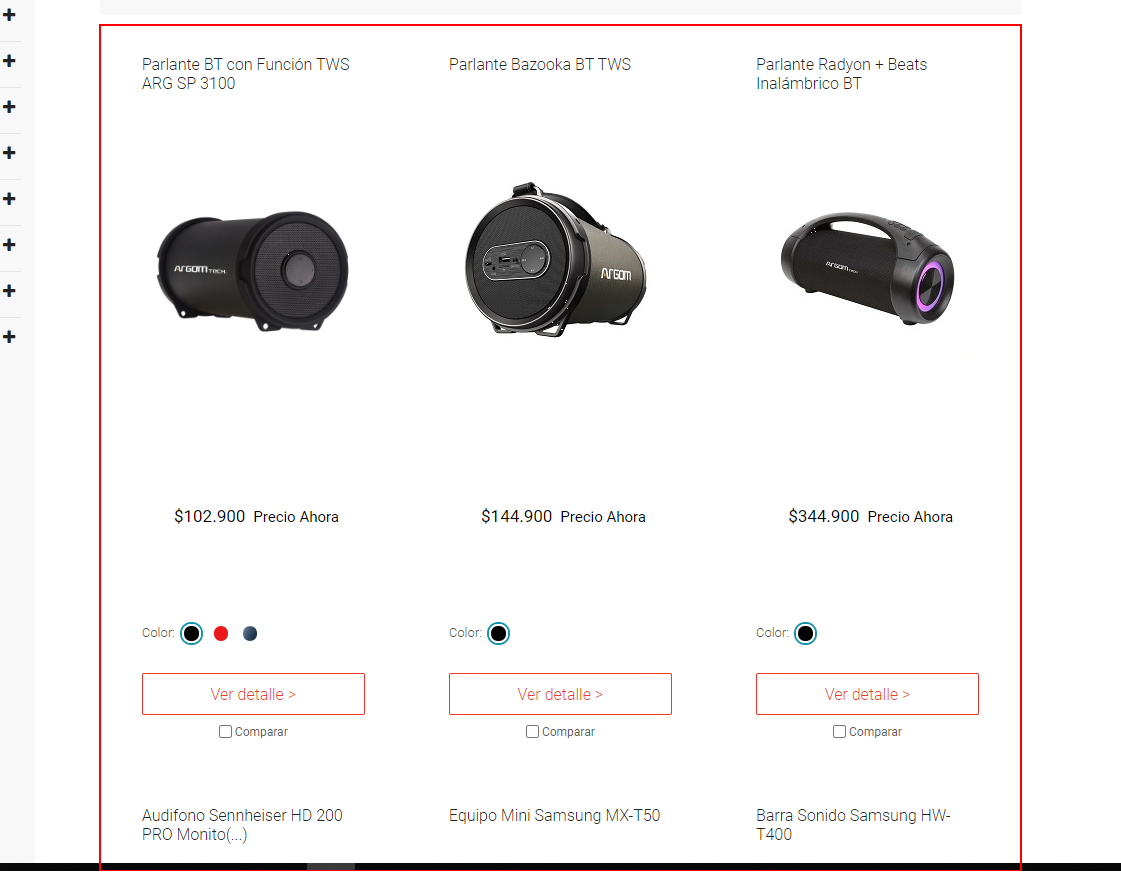 Parlante BT con Función TWS
ARG SP 3100
Parlante Bazooka BT TWS
Parlante Radyon + Beats
Inalámbrico BT
ARGOM TECH
ARGOM
ARGOM TECH
$102.900 Precio Ahora
$144.900 Precio Ahora
$344.900 Precio Ahora
Color:
Color:
Color:
Ver detalle >
Ver detalle >
Ver detalle >
Comparar
Comparar
Comparar
Audifono Sennheiser HD 200
PRO Monito(...)
Equipo Mini Samsung MX-T50
Barra Sonido Samsung HW-
T400